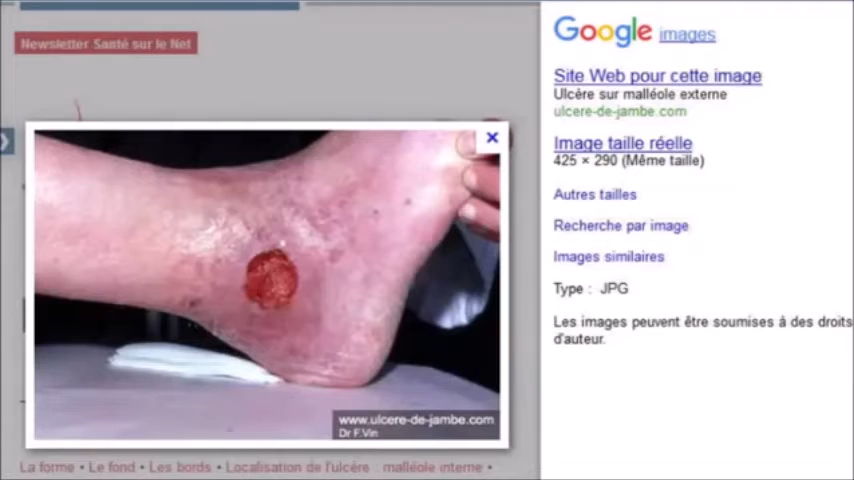 Newsletter Santé sur le Net
Google images
Site Web pour cette image
Ulcère sur malléole externe
ulcere-de-jambe.com
Image taille réelle
425 × 290 (Même taille)
Autres tailles
Recherche par image
Images similaires
Type : JPG
Les images peuvent être soumises à des droits
d'auteur.
www.ulcere-de-jambe.com
Dr F.Vin
La forme • Le fond • Les bords • Localisation de l'ulcère : malléole interne •